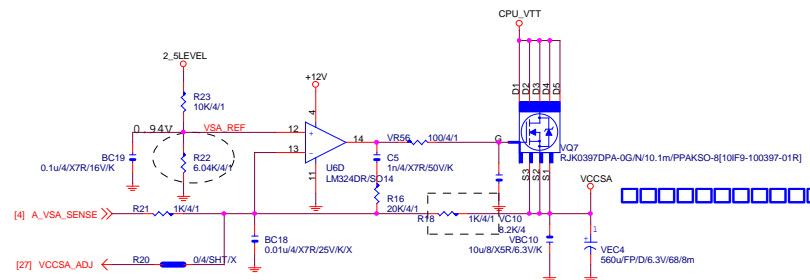 CPU_VTT
2_5LEVEL
+12V
D1
D2
D3
D4
D5
R23
10K/4/1
0.94V
VSA_REF
4
12
13
14
11
+
-
VR56
100/4/1
G
VQ7
RJK0397DPA-0G/N/10.1m/PPAKSO-8[10IF9-100397-01R]
BC19
0.1u/4/X7R/16V/K
R22
6.04K/4/1
U6D
LM324DR/SO14
C5
1n/4/X7R/50V/K
S3
S2
S1
VCCSA
R16
20K/4/1
[4] A_VSA_SENSE
R21
1K/4/1
R18
1K/4/1
VC10
8.2K/4
BC18
0.01u/4/X7R/25V/K/X
VBC10
10u/8/X5R/6.3V/K
1
VEC4
560u/FP/D/6.3V/68/8m
[27] VCCSA_ADJ
R20
0/4/SHT/X